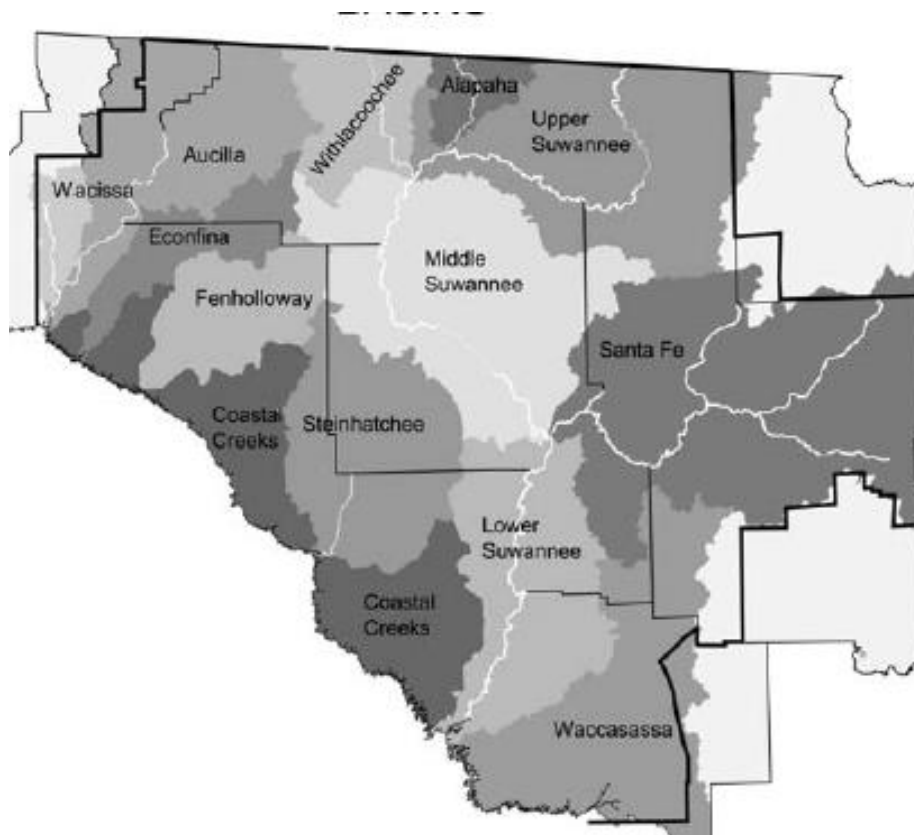 Alapaha
Withlacoochee
Upper
Suwannee
Aucilla
Wacissa
Econfina
Middle
Suwannee
Fenholloway
Santa Fe
Coastal
Creeks
Steinhatchee
Lower
Suwannee
Coastal
Creeks
Waccasassa